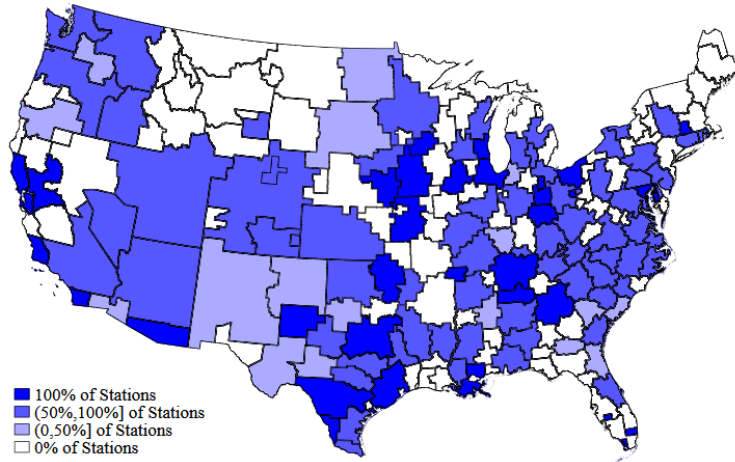 100% of Stations
(50%,100%] of Stations
(0,50%] of Stations
0% of Stations